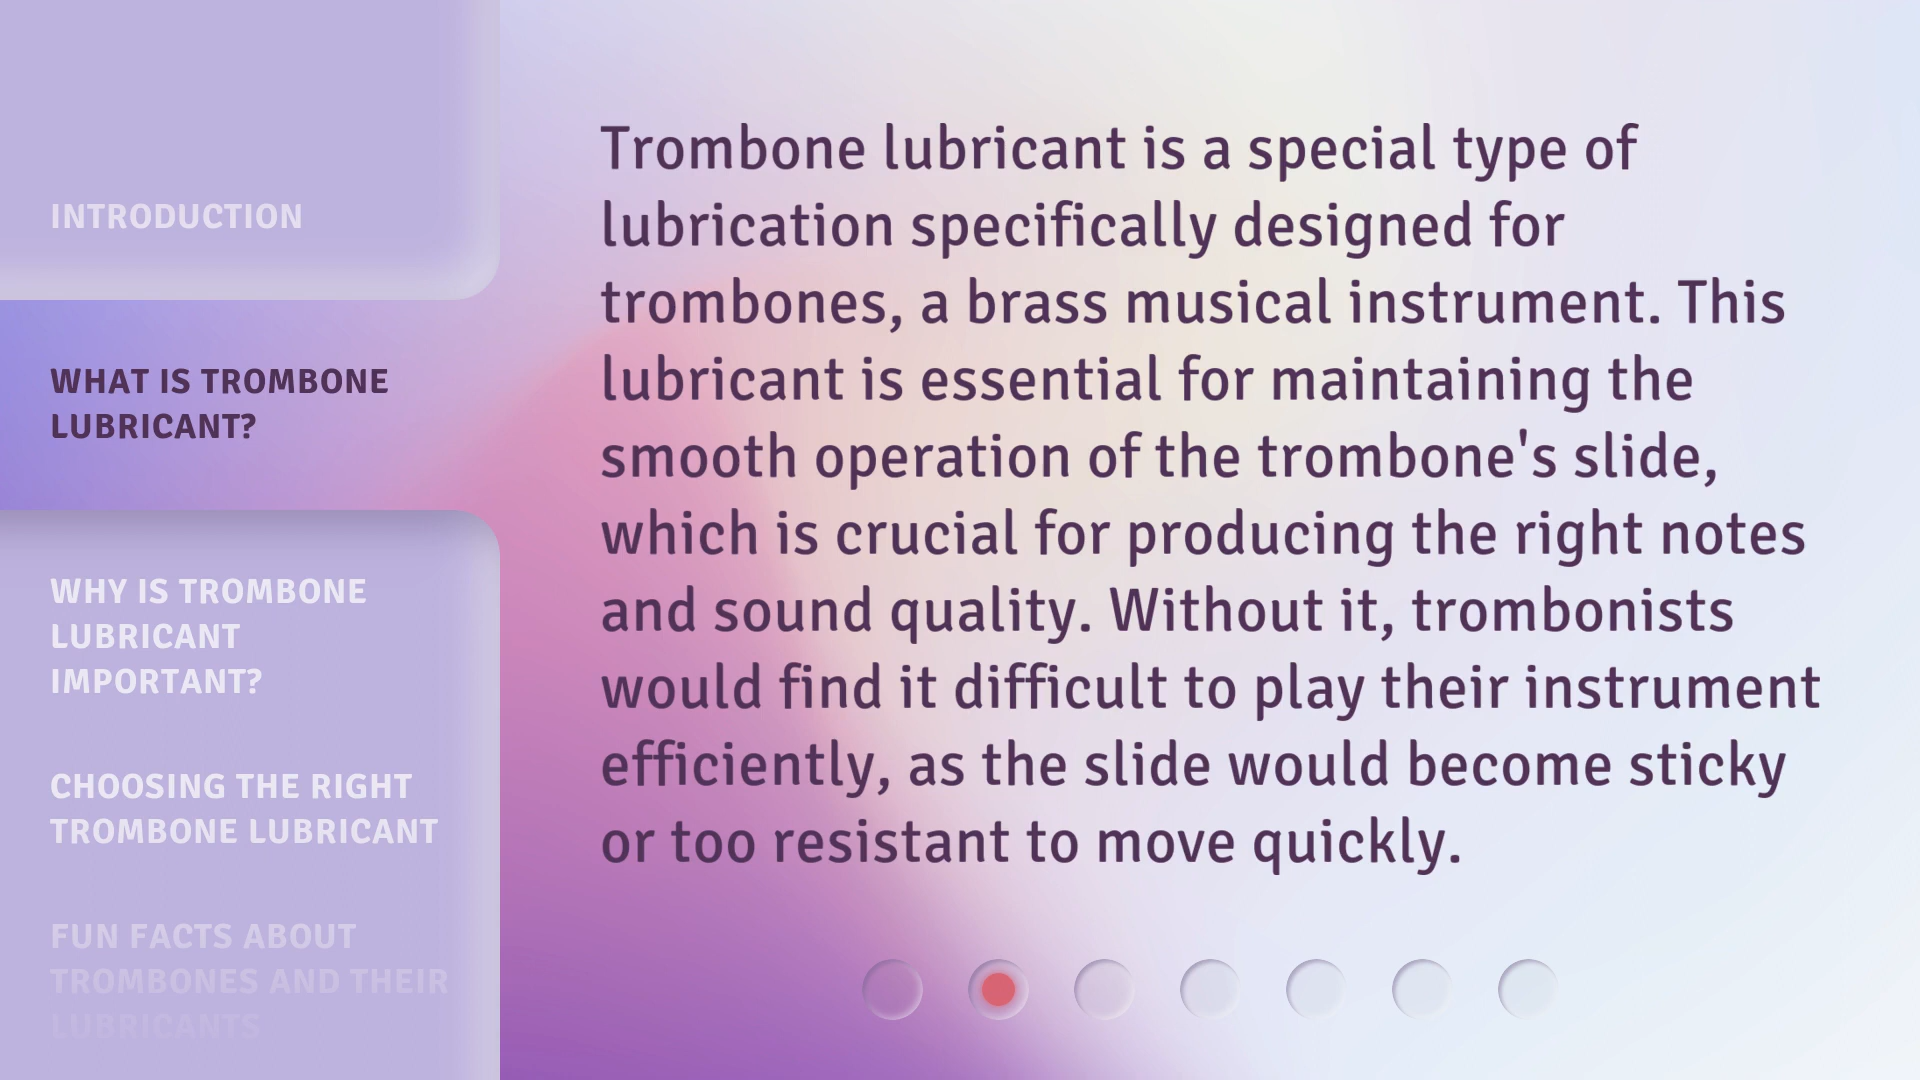 INTRODUCTION
WHAT IS TROMBONE
LUBRICANT?
WHY IS TROMBONE
LUBRICANT
IMPORTANT?
CHOOSING THE RIGHT
TROMBONE LUBRICANT
FUN FACTS ABOUT
TROMBONES AND THEIR
LUBRICANTS
Trombone lubricant is a special type of
lubrication specifically designed for
trombones, a brass musical instrument. This
lubricant is essential for maintaining the
smooth operation of the trombone's slide,
which is crucial for producing the right notes
and sound quality. Without it, trombonists
would find it difficult to play their instrument
efficiently, as the slide would become sticky
or too resistant to move quickly.